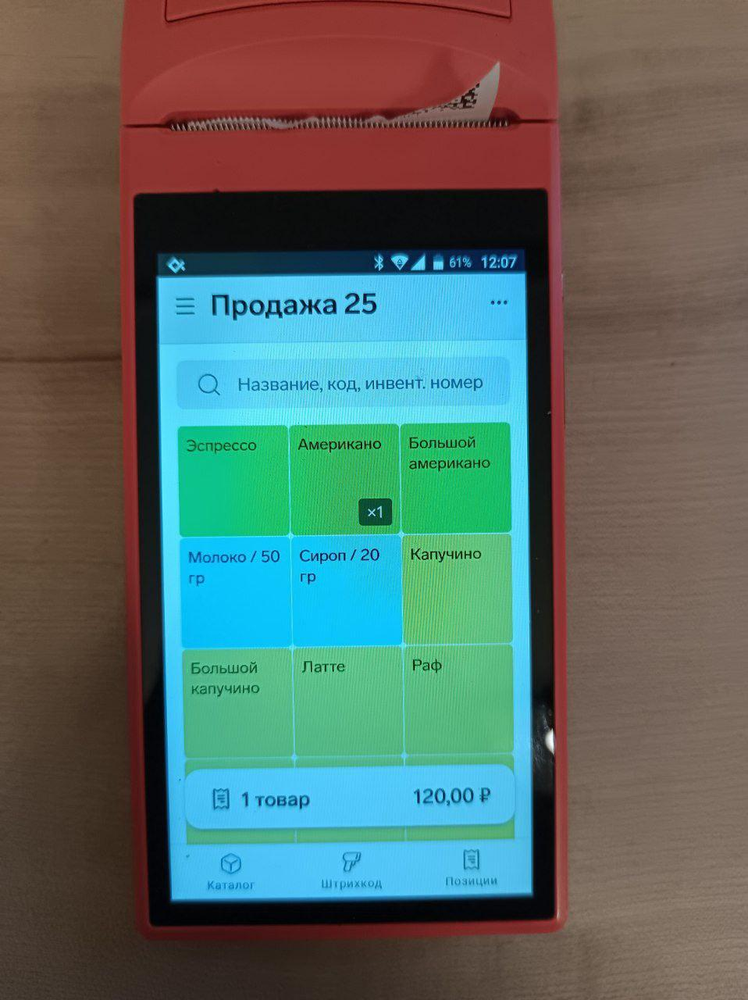 61% 12:07
Продажа 25
Название, код, инвент. номер
Эспрессо
Американо
×1
Большой
американо
Молоко / 50
гр
Сироп / 20
гр
Капучино
Большой
капучино
Латте
Раф
1 товар
120,00 ₽
Каталог
Штрихкод
Позиции